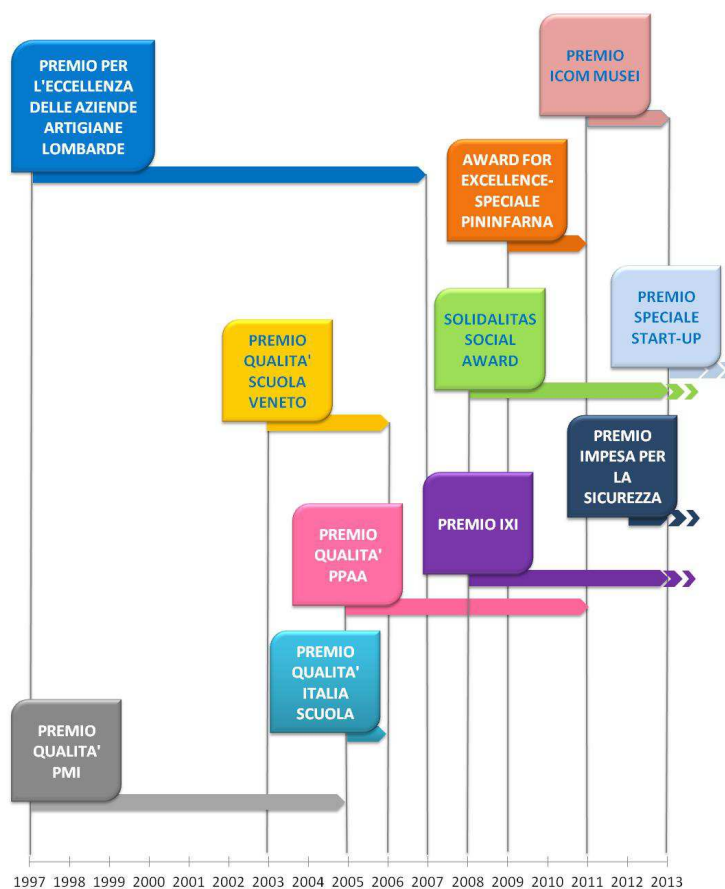 PREMIO
ICOM MUSEI
PREMIO PER
L'ECCELLENZA
DELLE AZIENDE
ARTIGIANE
LOMBARDE
AWARD FOR
EXCELLENCE-
SPECIALE
PININFARNA
PREMIO
SPECIALE
START-UP
SOLIDALITAS
SOCIAL
AWARD
PREMIO
QUALITA'
SCUOLA
VENETO
PREMIO
IMPESA PER
LA
SICUREZZA
PREMIO IXI
PREMIO
QUALITA'
PPAA
PREMIO
QUALITA'
ITALIA
SCUOLA
PREMIO
QUALITA'
PMI
1997 1998 1999 2000 2001 2002 2003 2004 2005 2006 2007 2008 2009 2010 2011 2012 2013